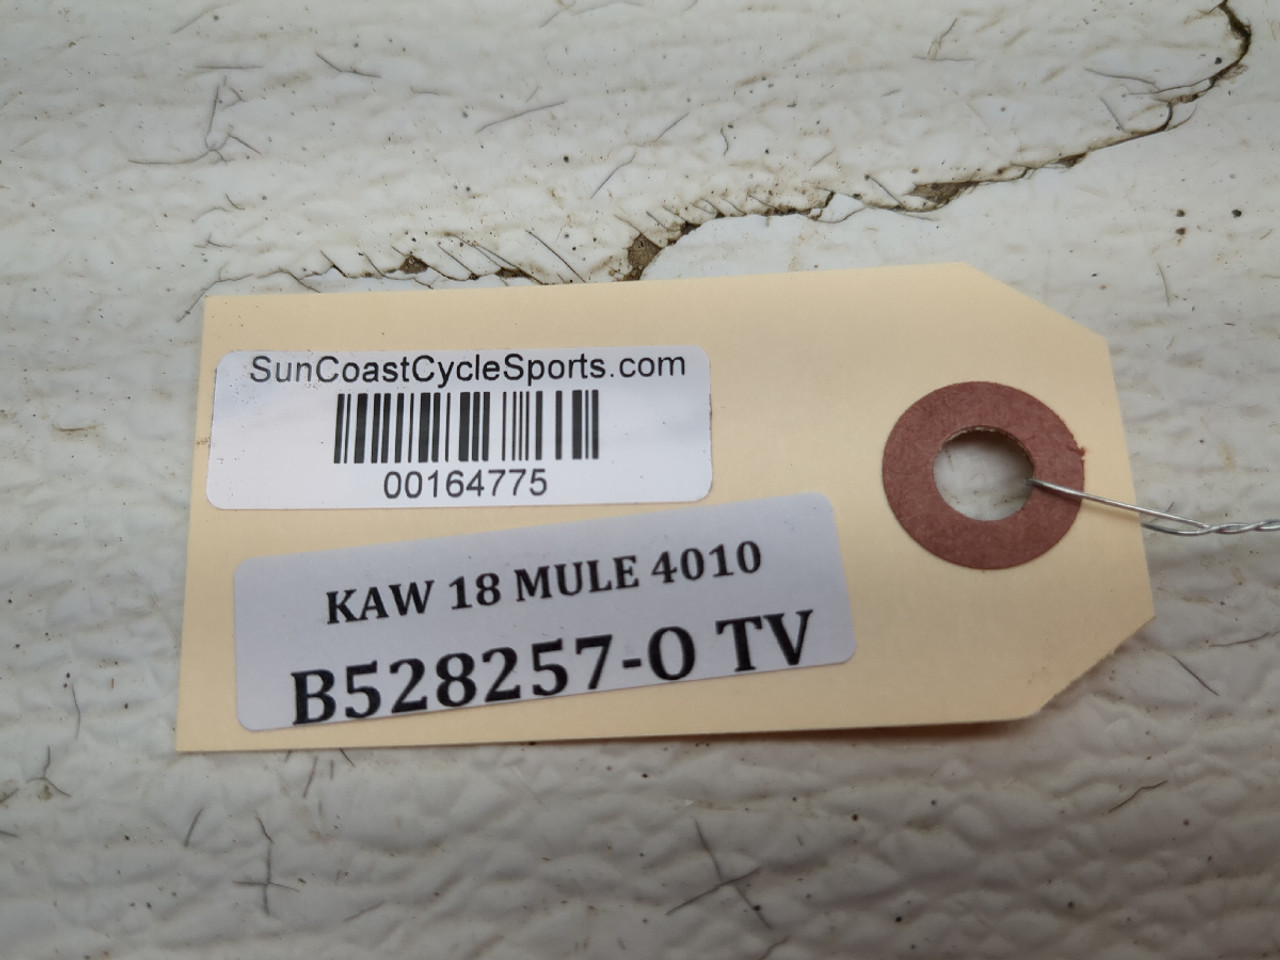 SunCoastCycleSports.com
00164775
KAW 18 MULE 4010
B528257-O TV